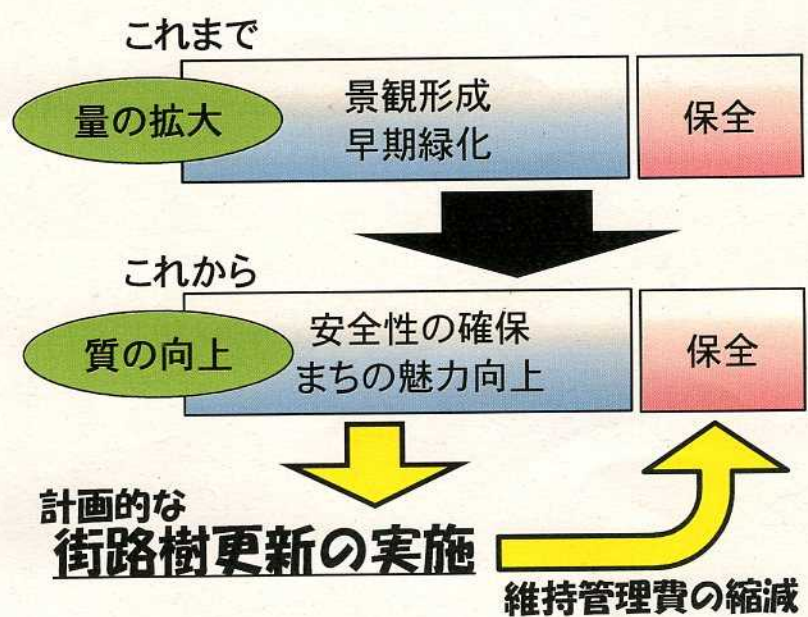 これまで
量の拡大
景観形成
早期緑化
保全
これから
質の向上
安全性の確保
まちの魅力向上
保全
計画的な
街路樹更新の実施
維持管理費の縮減